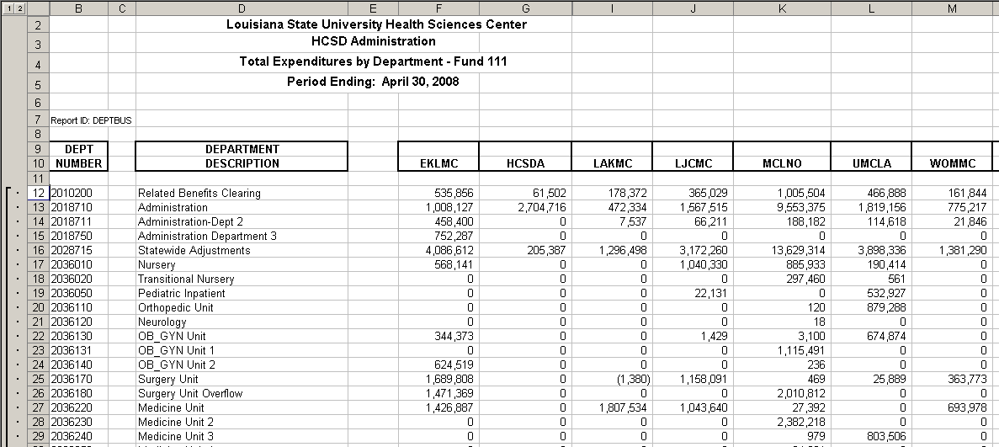 1 2 B C D E F G I J K L M
2 Louisiana State University Health Sciences Center
3 HCSD Administration
4 Total Expenditures by Department - Fund 111
5 Period Ending: April 30, 2008
6
7 Report ID: DEPTBUS
8
9 DEPT DEPARTMENT
10 NUMBER DESCRIPTION EKLMC HCSDA LAKMC LJCMC MCLNO UMCLA WOMMC
11
12 2010200 Related Benefits Clearing 535,856 61,502 178,372 365,029 1,005,504 466,888 161,844
13 2018710 Administration 1,008,127 2,704,716 472,334 1,567,515 9,553,375 1,819,156 775,217
14 2018711 Administration-Dept 2 458,400 0 7,537 66,211 188,182 114,618 21,846
15 2018750 Administration Department 3 752,287 0 0 0 0 0 0
16 2028715 Statewide Adjustments 4,086,612 205,387 1,296,498 3,172,260 13,629,314 3,898,336 1,381,290
17 2036010 Nursery 568,141 0 0 1,040,330 885,933 190,414 0
18 2036020 Transitional Nursery 0 0 0 0 297,460 561 0
19 2036050 Pediatric Inpatient 0 0 0 22,131 0 532,927 0
20 2036110 Orthopedic Unit 0 0 0 0 120 879,288 0
21 2036120 Neurology 0 0 0 0 18 0 0
22 2036130 OB_GYN Unit 344,373 0 0 1,429 3,100 674,874 0
23 2036131 OB_GYN Unit 1 0 0 0 0 1,115,491 0 0
24 2036140 OB_GYN Unit 2 624,519 0 0 0 236 0 0
25 2036170 Surgery Unit 1,689,808 0 (1,380) 1,158,091 469 25,889 363,773
26 2036180 Surgery Unit Overflow 1,471,369 0 0 0 2,010,812 0 0
27 2036220 Medicine Unit 1,426,887 0 1,807,534 1,043,640 27,392 0 693,978
28 2036230 Medicine Unit 2 0 0 0 0 2,382,218 0 0
29 2036240 Medicine Unit 3 0 0 0 0 979 803,506 0